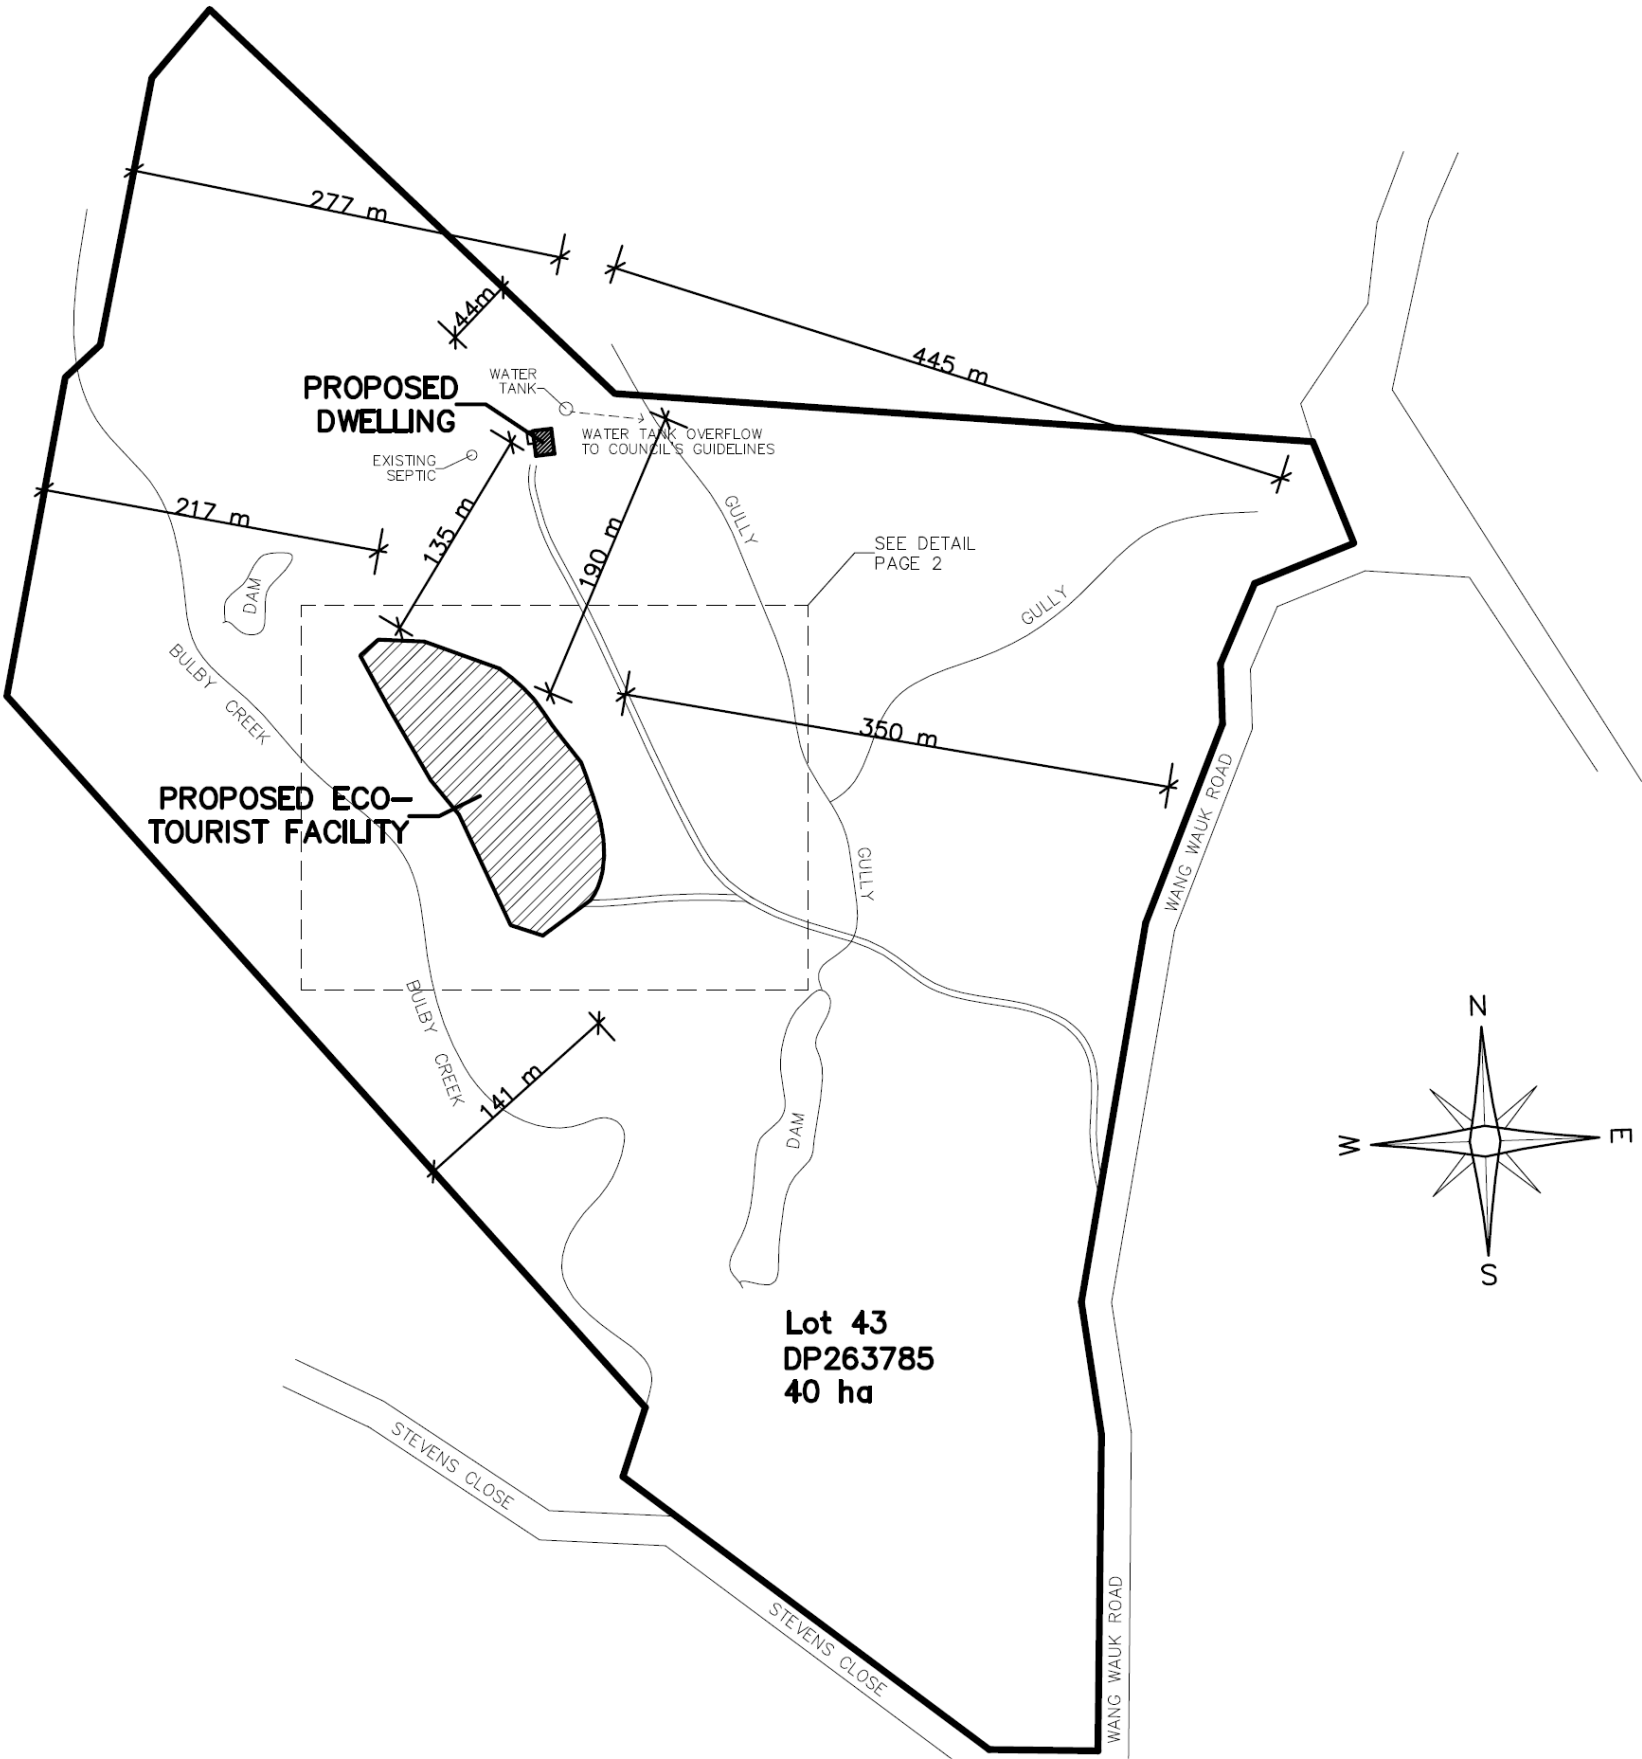 277 m
44m
445 m
PROPOSED
DWELLING
WATER
TANK
WATER TANK OVERFLOW
TO COUNCIL'S GUIDELINES
EXISTING
SEPTIC
217 m
135 m
190 m
GULLY
SEE DETAIL
PAGE 2
DAM
GULLY
BULBY CREEK
350 m
WANG WAUK ROAD
PROPOSED ECO-
TOURIST FACILITY
GULLY
BULBY CREEK
141 m
DAM
N
W
E
S
Lot 43
DP263785
40 ha
STEVENS CLOSE
STEVENS CLOSE
WANG WAUK ROAD